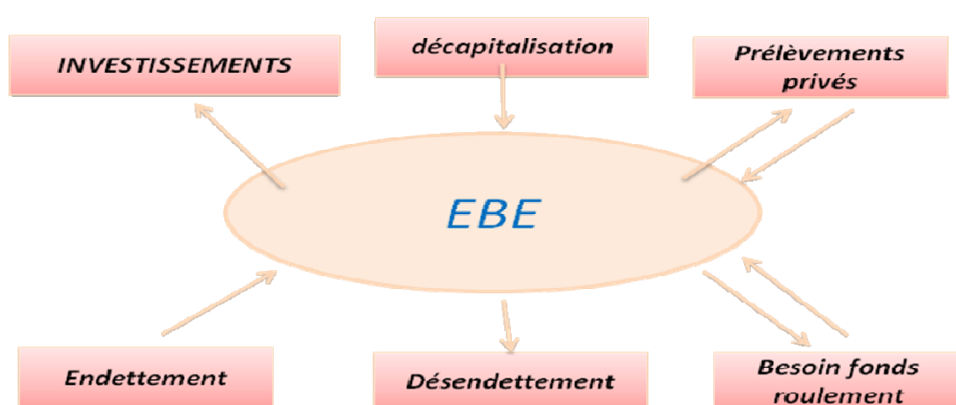 décapitalisation
INVESTISSEMENTS
Prélèvements
privés
EBE
Endettement
Désendettement
Besoin fonds
roulement